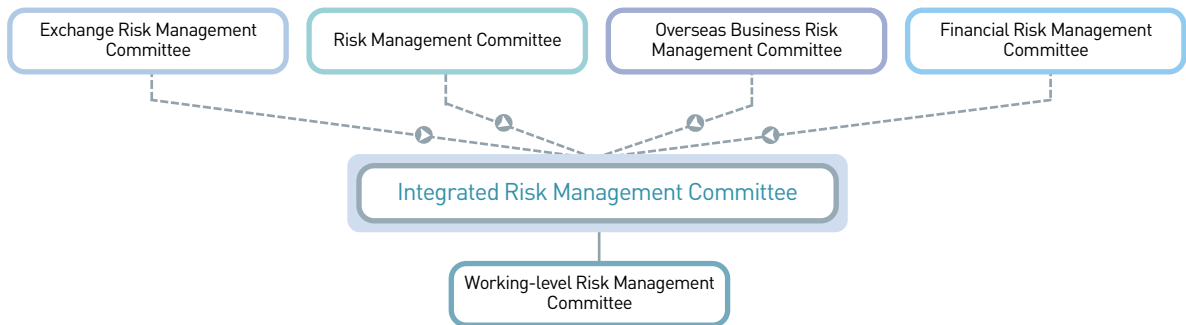 Exchange Risk Management
Committee
Risk Management Committee
Overseas Business Risk
Management Committee
Financial Risk Management
Committee
Integrated Risk Management Committee
Working-level Risk Management
Committee